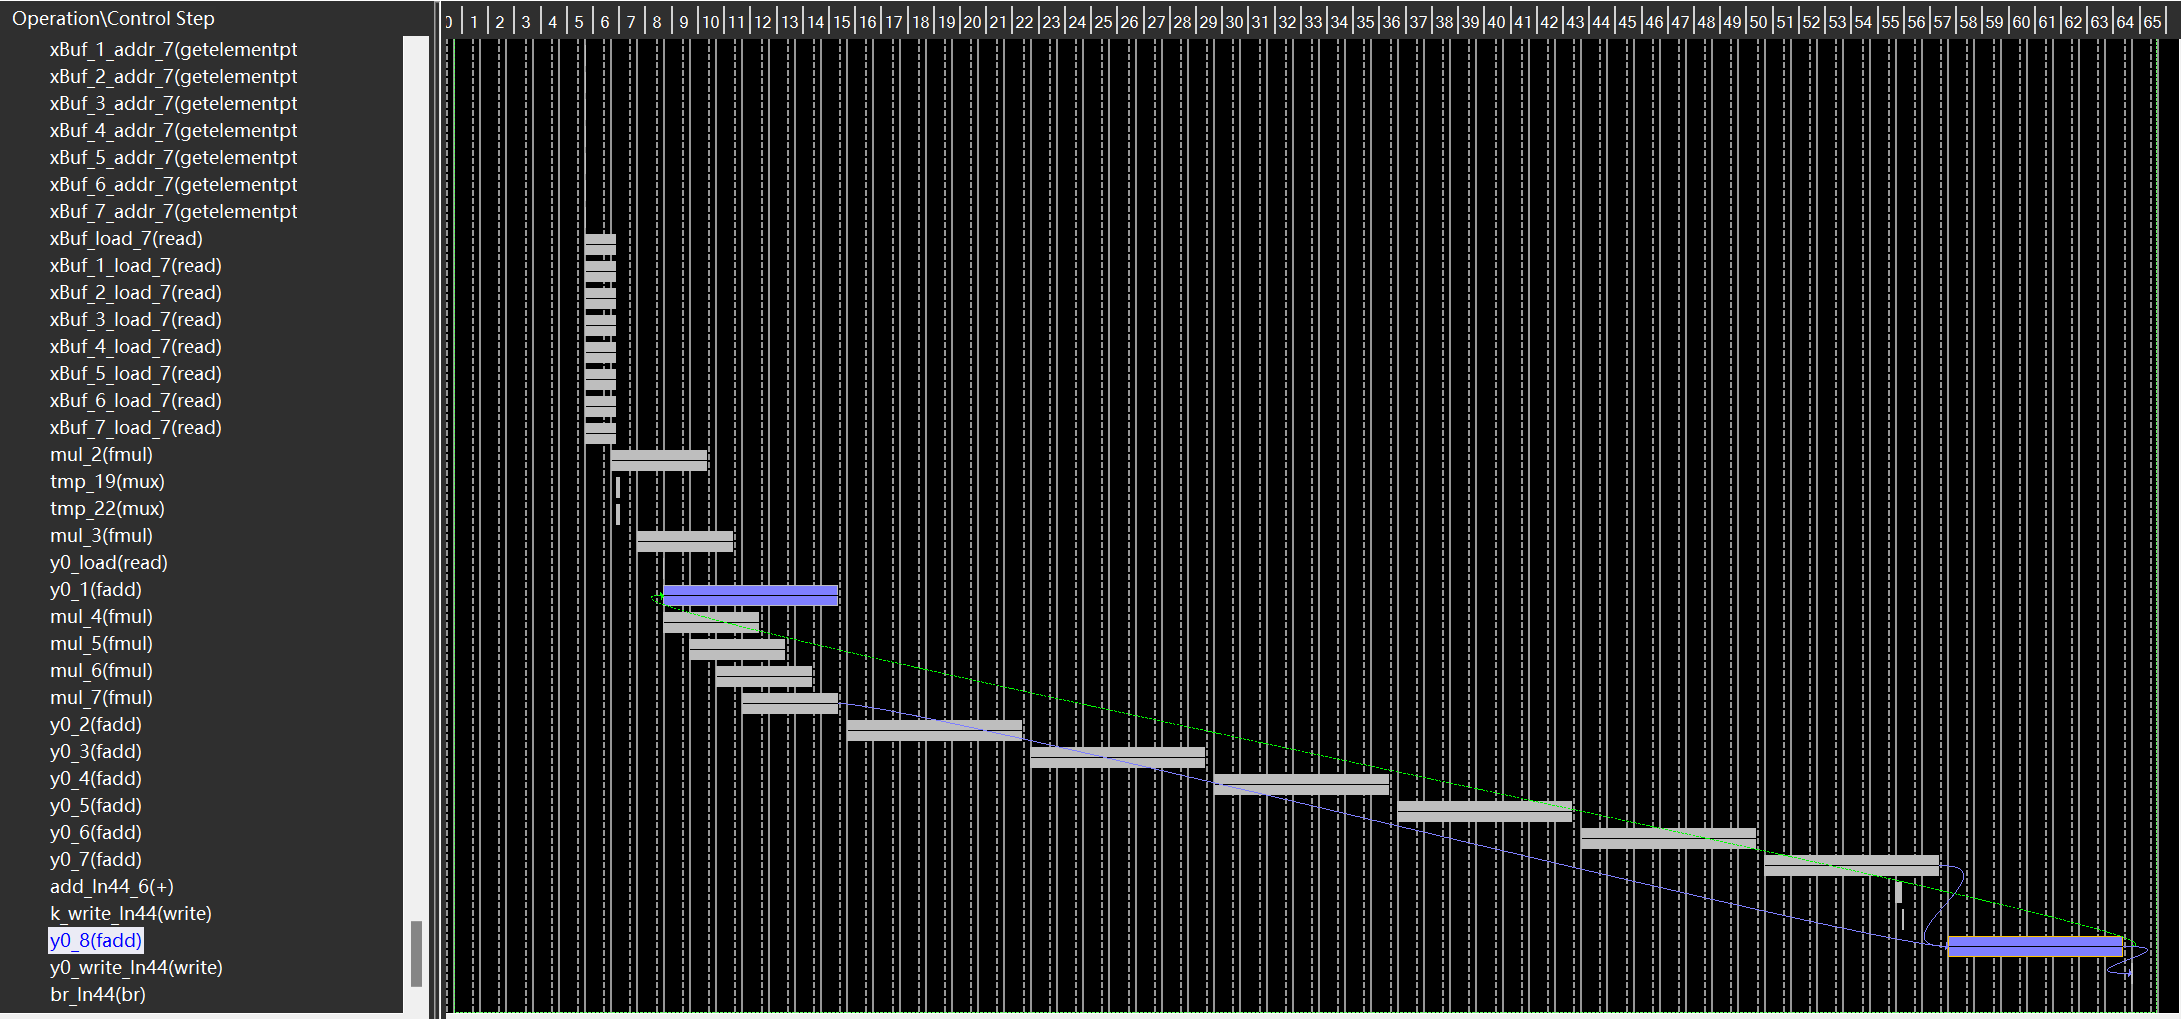 Operation\Control Step
0 1 2 3 4 5 6 7 8 9 10 11 12 13 14 15 16 17 18 19 20 21 22 23 24 25 26 27 28 29 30 31 32 33 34 35 36 37 38 39 40 41 42 43 44 45 46 47 48 49 50 51 52 53 54 55 56 57 58 59 60 61 62 63 64 65
xBuf_1_addr_7(getelementpt
xBuf_2_addr_7(getelementpt
xBuf_3_addr_7(getelementpt
xBuf_4_addr_7(getelementpt
xBuf_5_addr_7(getelementpt
xBuf_6_addr_7(getelementpt
xBuf_7_addr_7(getelementpt
xBuf_load_7(read)
xBuf_1_load_7(read)
xBuf_2_load_7(read)
xBuf_3_load_7(read)
xBuf_4_load_7(read)
xBuf_5_load_7(read)
xBuf_6_load_7(read)
xBuf_7_load_7(read)
mul_2(fmul)
tmp_19(mux)
tmp_22(mux)
mul_3(fmul)
y0_load(read)
y0_1(fadd)
mul_4(fmul)
mul_5(fmul)
mul_6(fmul)
mul_7(fmul)
y0_2(fadd)
y0_3(fadd)
y0_4(fadd)
y0_5(fadd)
y0_6(fadd)
y0_7(fadd)
add_ln44_6(+)
k_write_ln44(write)
y0_8(fadd)
y0_write_ln44(write)
br_ln44(br)